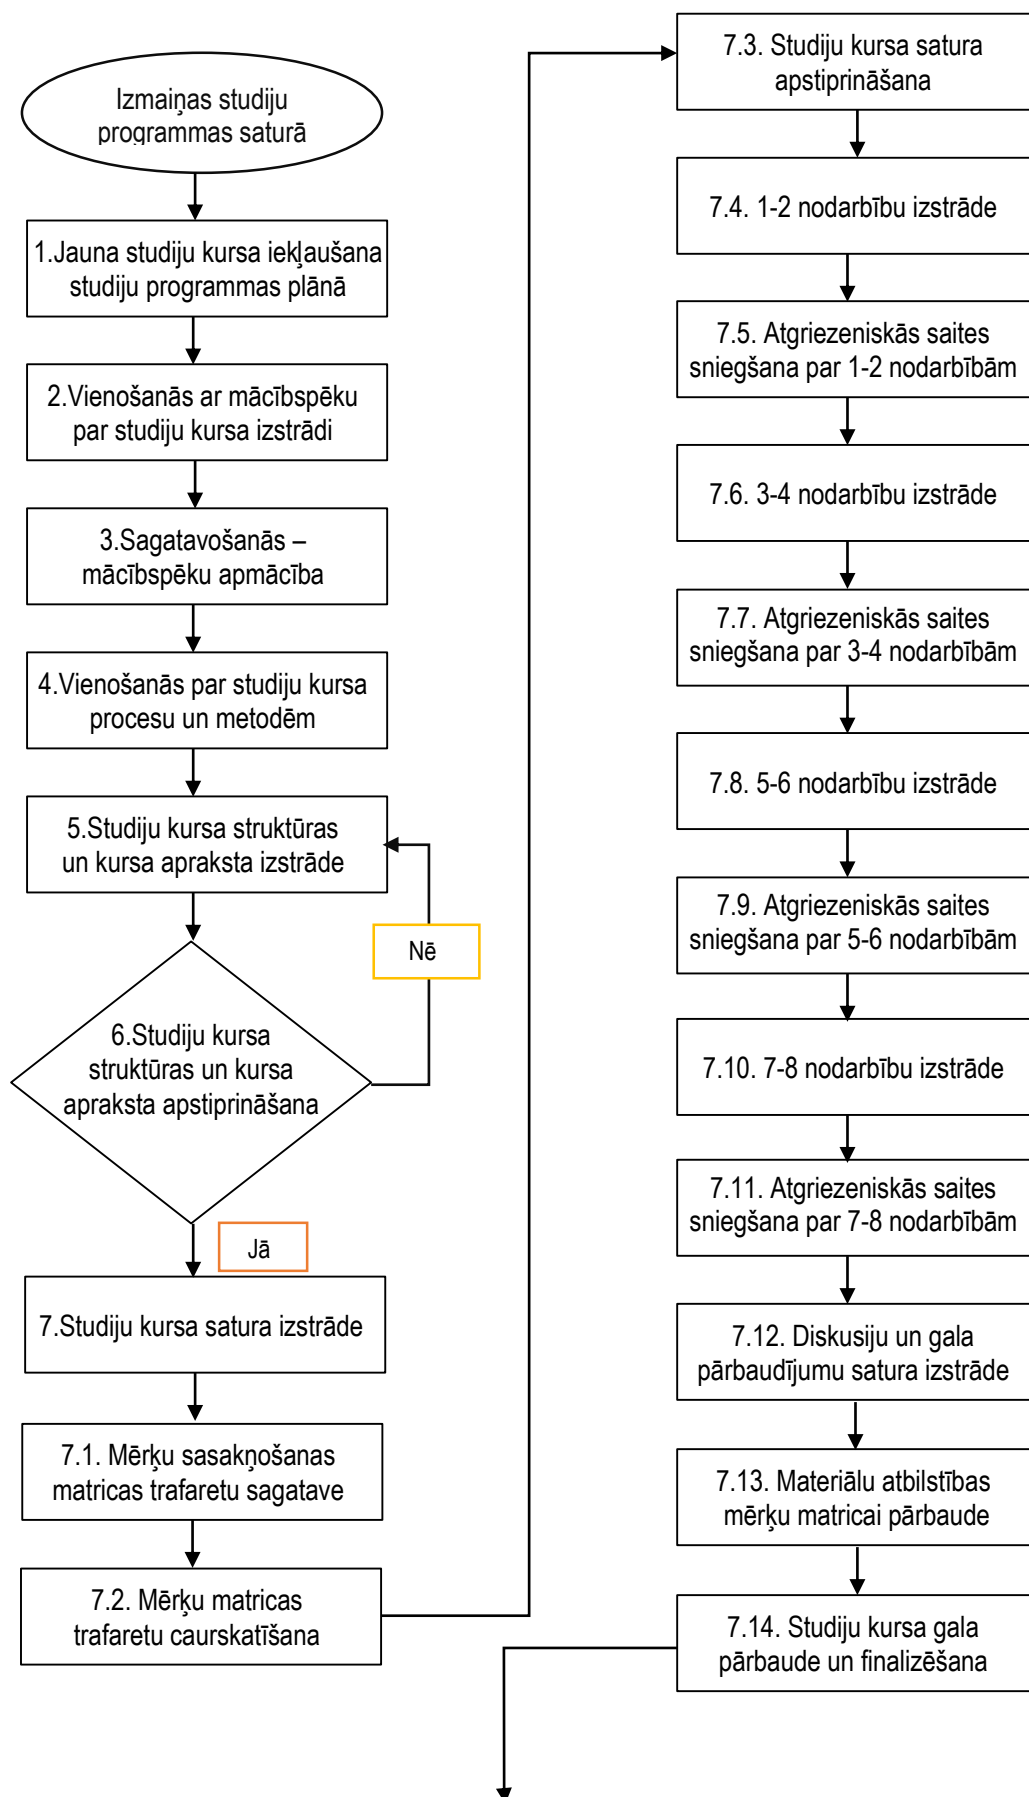 Izmaiņas studiju
programmas saturā
1.Jauna studiju kursa iekļaušana
studiju programmas plānā
2.Vienošanās ar mācībspēku
par studiju kursa izstrādi
3.Sagatavošanās –
mācībspēku apmācība
4.Vienošanās par studiju kursa
procesu un metodēm
5.Studiju kursa struktūras
un kursa apraksta izstrāde
Nē
6.Studiju kursa
struktūras un kursa
apraksta apstiprināšana
Jā
7.Studiju kursa satura izstrāde
7.1. Mērķu sasakņošanas
matricas trafaretu sagatave
7.2. Mērķu matricas
trafaretu caurskatīšana
7.3. Studiju kursa satura
apstiprināšana
7.4. 1-2 nodarbību izstrāde
7.5. Atgriezeniskās saites
sniegšana par 1-2 nodarbībām
7.6. 3-4 nodarbību izstrāde
7.7. Atgriezeniskās saites
sniegšana par 3-4 nodarbībām
7.8. 5-6 nodarbību izstrāde
7.9. Atgriezeniskās saites
sniegšana par 5-6 nodarbībām
7.10. 7-8 nodarbību izstrāde
7.11. Atgriezeniskās saites
sniegšana par 7-8 nodarbībām
7.12. Diskusiju un gala
pārbaudījumu satura izstrāde
7.13. Materiālu atbilstības
mērķu matricai pārbaude
7.14. Studiju kursa gala
pārbaude un finalizēšana